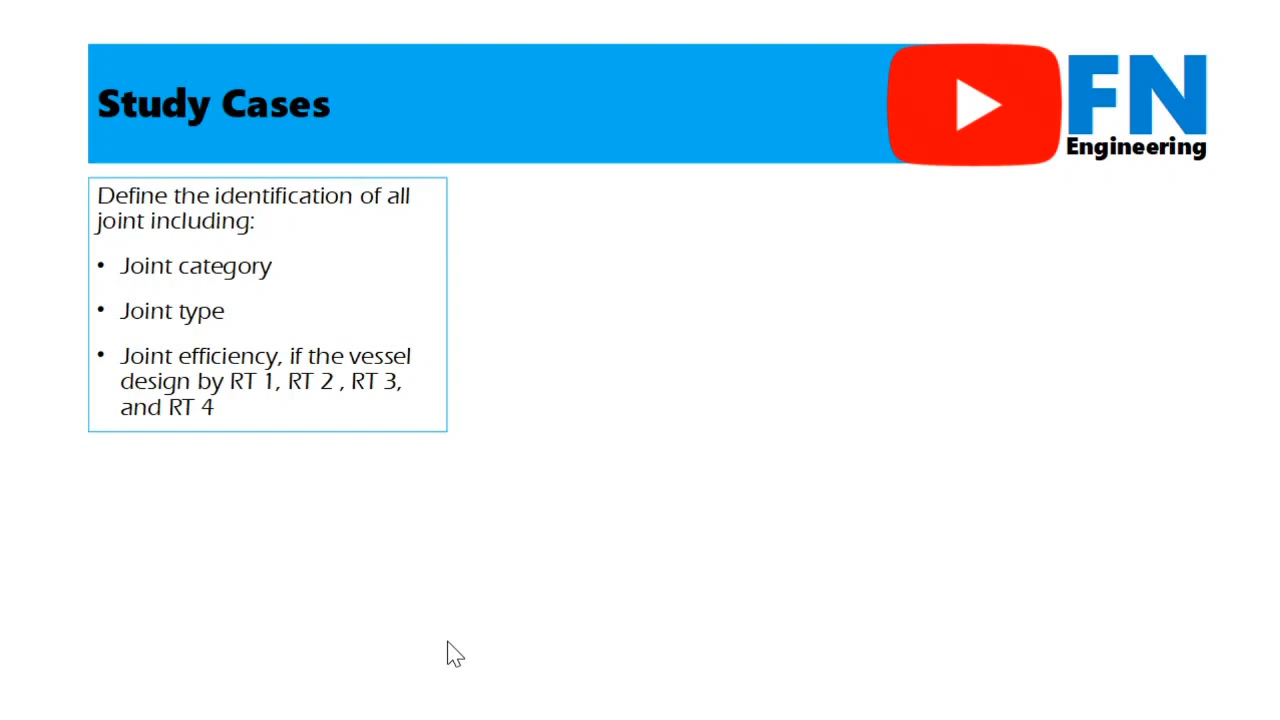 Study Cases
FN
Engineering
Define the identification of all
joint including:
• Joint category
• Joint type
• Joint efficiency, if the vessel
design by RT 1, RT 2 , RT 3,
and RT 4